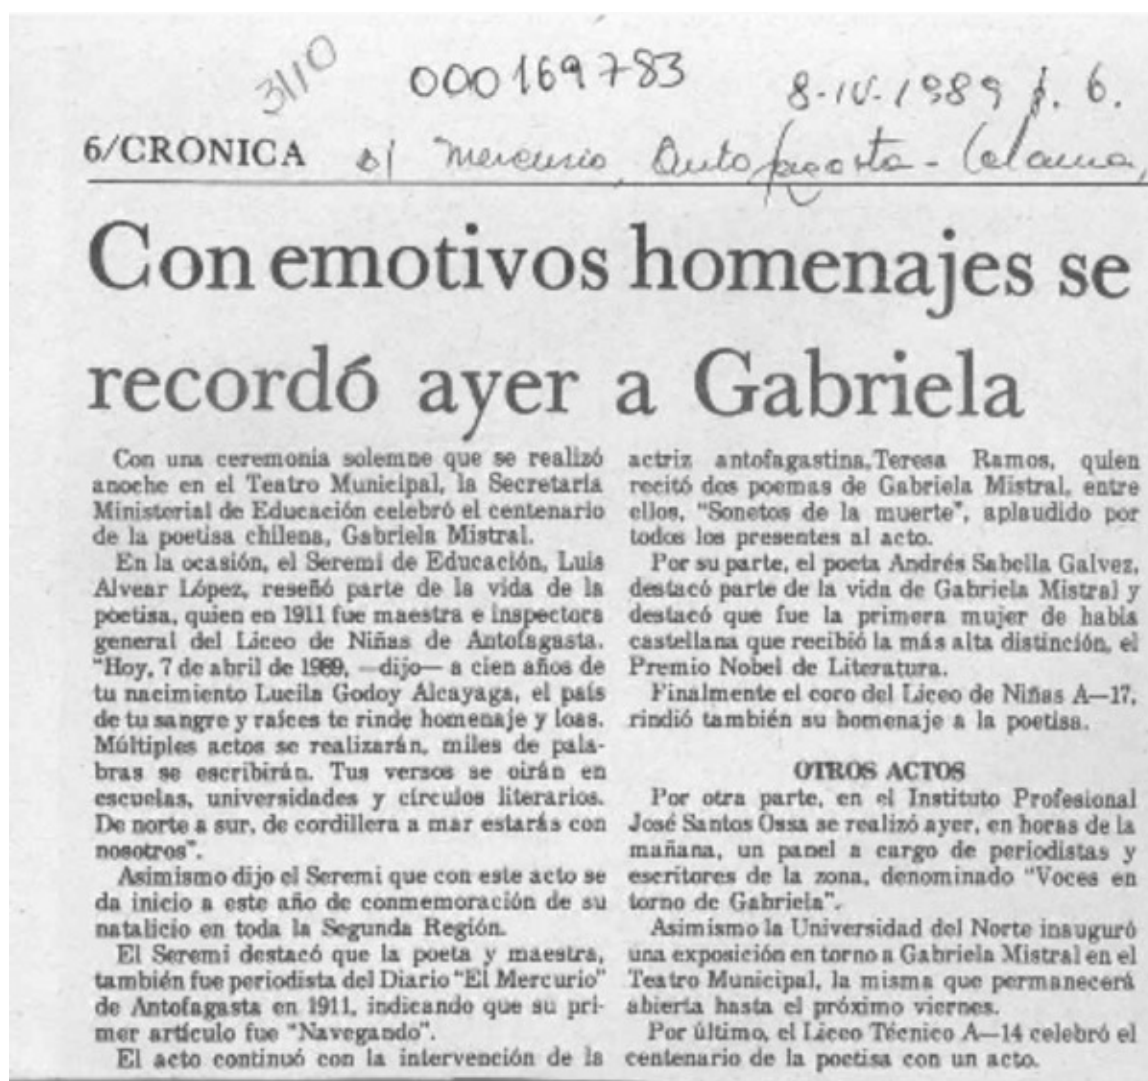 3110
000169783
8-IV-1989 p. 6.
6/CRONICA
El Mercurio, Antofagasta - Calama,
Con emotivos homenajes se
recordó ayer a Gabriela
Con una ceremonia solemne que se realizó
anoche en el Teatro Municipal, la Secretaría
Ministerial de Educación celebró el centenario
de la poetisa chilena, Gabriela Mistral.
En la ocasión, el Seremi de Educación, Luis
Alvear López, reseñó parte de la vida de la
poetisa, quien en 1911 fue maestra e inspectora
general del Liceo de Niñas de Antofagasta.
"Hoy, 7 de abril de 1989, —dijo— a cien años de
tu nacimiento Lucila Godoy Alcayaga, el país
de tu sangre y raíces te rinde homenaje y loas.
Múltiples actos se realizarán, miles de pala-
bras se escribirán. Tus versos se oirán en
escuelas, universidades y círculos literarios.
De norte a sur, de cordillera a mar estarás con
nosotros".
Asimismo dijo el Seremi que con este acto se
da inicio a este año de conmemoración de su
natalicio en toda la Segunda Región.
El Seremi destacó que la poeta y maestra,
también fue periodista del Diario "El Mercurio"
de Antofagasta en 1911, indicando que su pri-
mer artículo fue "Navegando".
El acto continuó con la intervención de la
actriz antofagastina,Teresa Ramos, quien
recitó dos poemas de Gabriela Mistral, entre
ellos, "Sonetos de la muerte", aplaudido por
todos los presentes al acto.
Por su parte, el poeta Andrés Sabella Galvez,
destacó parte de la vida de Gabriela Mistral y
destacó que fue la primera mujer de habla
castellana que recibió la más alta distinción, el
Premio Nobel de Literatura.
Finalmente el coro del Liceo de Niñas A—17,
rindió también su homenaje a la poetisa.
OTROS ACTOS
Por otra parte, en el Instituto Profesional
José Santos Ossa se realizó ayer, en horas de la
mañana, un panel a cargo de periodistas y
escritores de la zona, denominado "Voces en
torno de Gabriela".
Asimismo la Universidad del Norte inauguró
una exposición en torno a Gabriela Mistral en el
Teatro Municipal, la misma que permanecerá
abierta hasta el próximo viernes.
Por último, el Liceo Técnico A—14 celebró el
centenario de la poetisa con un acto.